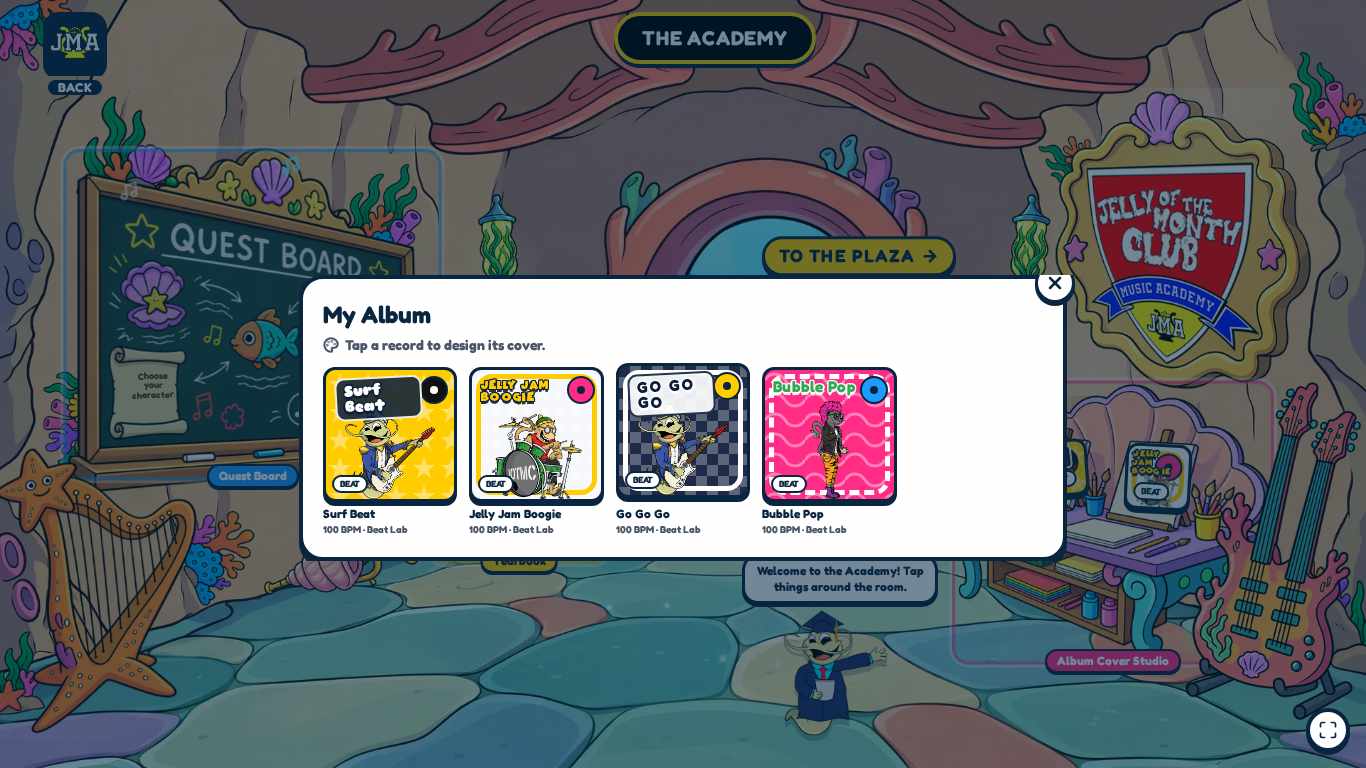 JMA
BACK
THE ACADEMY
QUEST BOARD
Choose
your
character
Quest Board
TO THE PLAZA →
JELLY OF THE
MONTH
CLUB
MUSIC ACADEMY
JMA
My Album
Tap a record to design its cover.
Surf
Beat
BEAT
Surf Beat
100 BPM · Beat Lab
JELLY JAM
BOOGIE
JOTMC
BEAT
Jelly Jam Boogie
100 BPM · Beat Lab
GO GO
GO
BEAT
Go Go Go
100 BPM · Beat Lab
Bubble Pop
BEAT
Bubble Pop
100 BPM · Beat Lab
JELLY JAM
BOOGIE
BEAT
Yearbook
Welcome to the Academy! Tap
things around the room.
Album Cover Studio